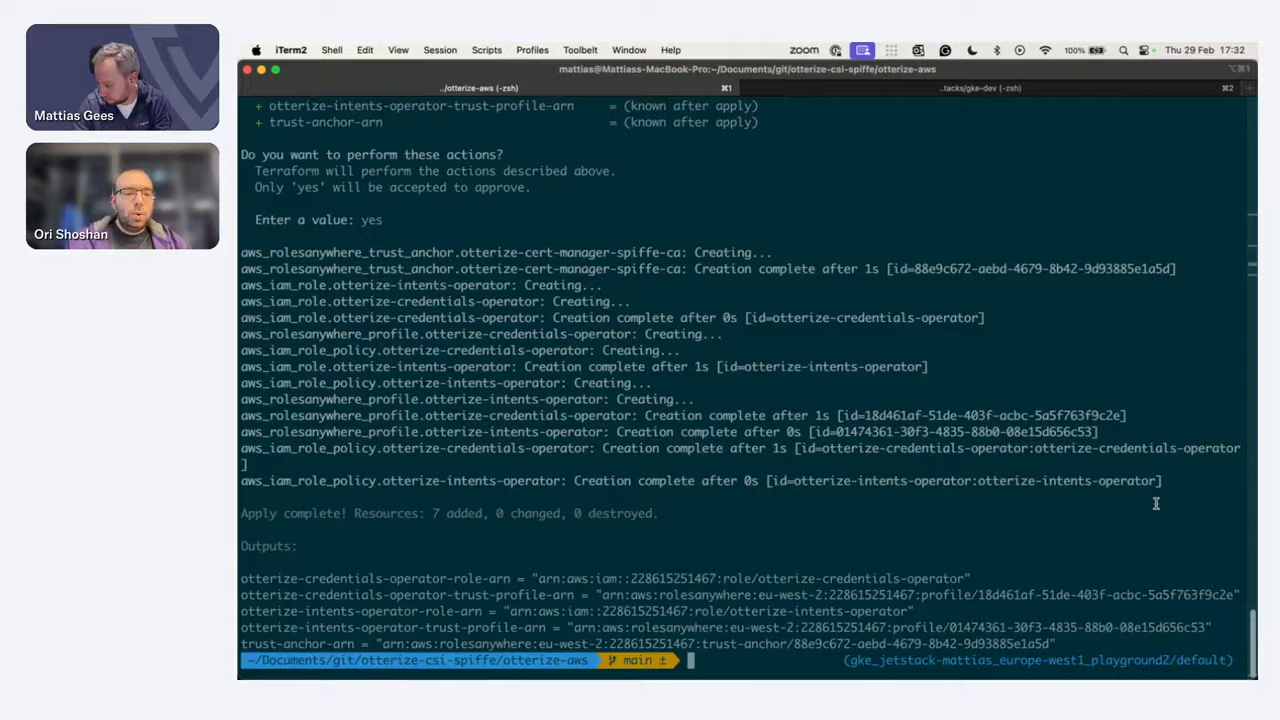 Mattias Gees
Ori Shoshan
iTerm2 Shell Edit View Session Scripts Profiles Toolbelt Window Help zoom 100% Thu 29 Feb 17:32
mattias@Mattiass-MacBook-Pro:~/Documents/git/otterize-csi-spiffe/otterize-aws ⌥⌘1
../otterize-aws (-zsh) ⌘1 ..tacks/gke-dev (-zsh) ⌘2
+ otterize-intents-operator-trust-profile-arn = (known after apply)
+ trust-anchor-arn = (known after apply)
Do you want to perform these actions?
Terraform will perform the actions described above.
Only 'yes' will be accepted to approve.
Enter a value: yes
aws_rolesanywhere_trust_anchor.otterize-cert-manager-spiffe-ca: Creating...
aws_rolesanywhere_trust_anchor.otterize-cert-manager-spiffe-ca: Creation complete after 1s [id=88e9c672-aebd-4679-8b42-9d93885e1a5d]
aws_iam_role.otterize-intents-operator: Creating...
aws_iam_role.otterize-credentials-operator: Creating...
aws_iam_role.otterize-credentials-operator: Creation complete after 0s [id=otterize-credentials-operator]
aws_rolesanywhere_profile.otterize-credentials-operator: Creating...
aws_iam_role_policy.otterize-credentials-operator: Creating...
aws_iam_role.otterize-intents-operator: Creation complete after 1s [id=otterize-intents-operator]
aws_iam_role_policy.otterize-intents-operator: Creating...
aws_rolesanywhere_profile.otterize-intents-operator: Creating...
aws_rolesanywhere_profile.otterize-credentials-operator: Creation complete after 1s [id=18d461af-51de-403f-acbc-5a5f763f9c2e]
aws_rolesanywhere_profile.otterize-intents-operator: Creation complete after 0s [id=01474361-30f3-4835-88b0-08e15d656c53]
aws_iam_role_policy.otterize-credentials-operator: Creation complete after 1s [id=otterize-credentials-operator:otterize-credentials-operator
]
aws_iam_role_policy.otterize-intents-operator: Creation complete after 0s [id=otterize-intents-operator:otterize-intents-operator]
Apply complete! Resources: 7 added, 0 changed, 0 destroyed.
Outputs:
otterize-credentials-operator-role-arn = "arn:aws:iam::228615251467:role/otterize-credentials-operator"
otterize-credentials-operator-trust-profile-arn = "arn:aws:rolesanywhere:eu-west-2:228615251467:profile/18d461af-51de-403f-acbc-5a5f763f9c2e"
otterize-intents-operator-role-arn = "arn:aws:iam::228615251467:role/otterize-intents-operator"
otterize-intents-operator-trust-profile-arn = "arn:aws:rolesanywhere:eu-west-2:228615251467:profile/01474361-30f3-4835-88b0-08e15d656c53"
trust-anchor-arn = "arn:aws:rolesanywhere:eu-west-2:228615251467:trust-anchor/88e9c672-aebd-4679-8b42-9d93885e1a5d"
~/Documents/git/otterize-csi-spiffe/otterize-aws main ± (gke_jetstack-mattias_europe-west1_playground2/default)